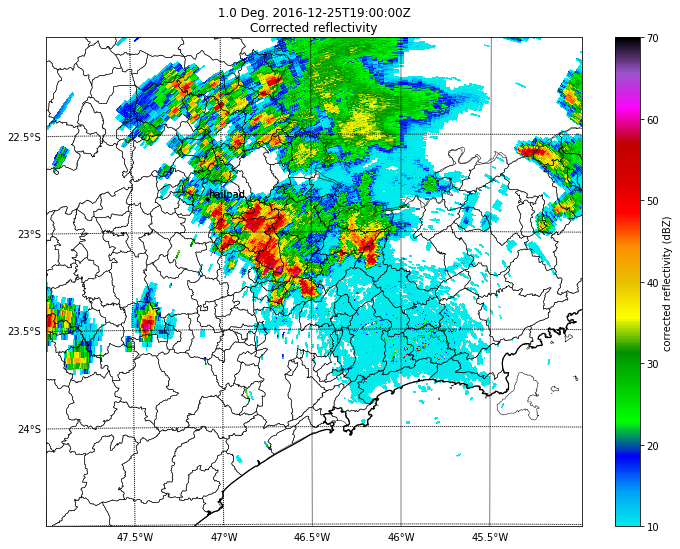 1.0 Deg. 2016-12-25T19:00:00Z
Corrected reflectivity
22.5°S
23°S
23.5°S
24°S
47.5°W
47°W
46.5°W
46°W
45.5°W
hailpad
70
60
50
40
30
20
10
corrected reflectivity (dBZ)